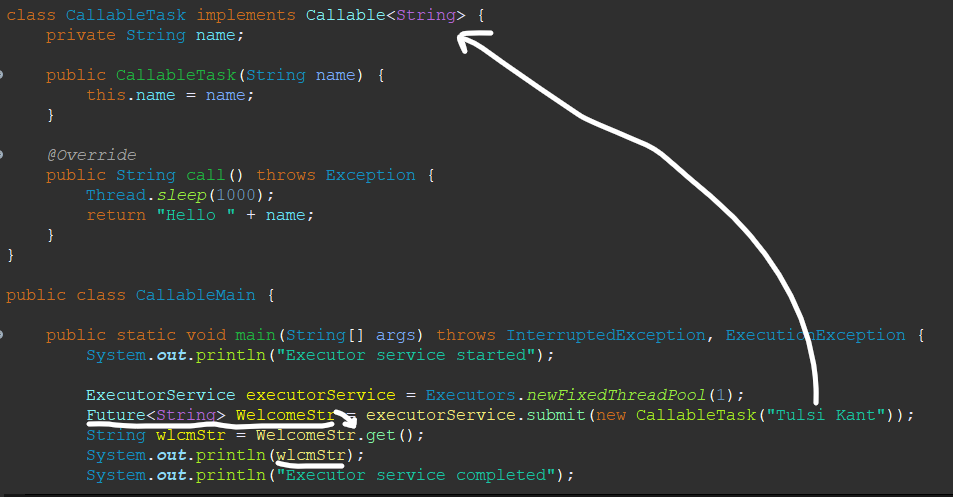 class CallableTask implements Callable<String> {
private String name;
public CallableTask(String name) {
this.name = name;
}
@Override
public String call() throws Exception {
Thread.sleep(1000);
return "Hello " + name;
}
}
public class CallableMain {
public static void main(String[] args) throws InterruptedException, ExecutionException {
System.out.println("Executor service started");
ExecutorService executorService = Executors.newFixedThreadPool(1);
Future<String> WelcomeStr = executorService.submit(new CallableTask("Tulsi Kant"));
String wlcmStr = WelcomeStr.get();
System.out.println(wlcmStr);
System.out.println("Executor service completed");